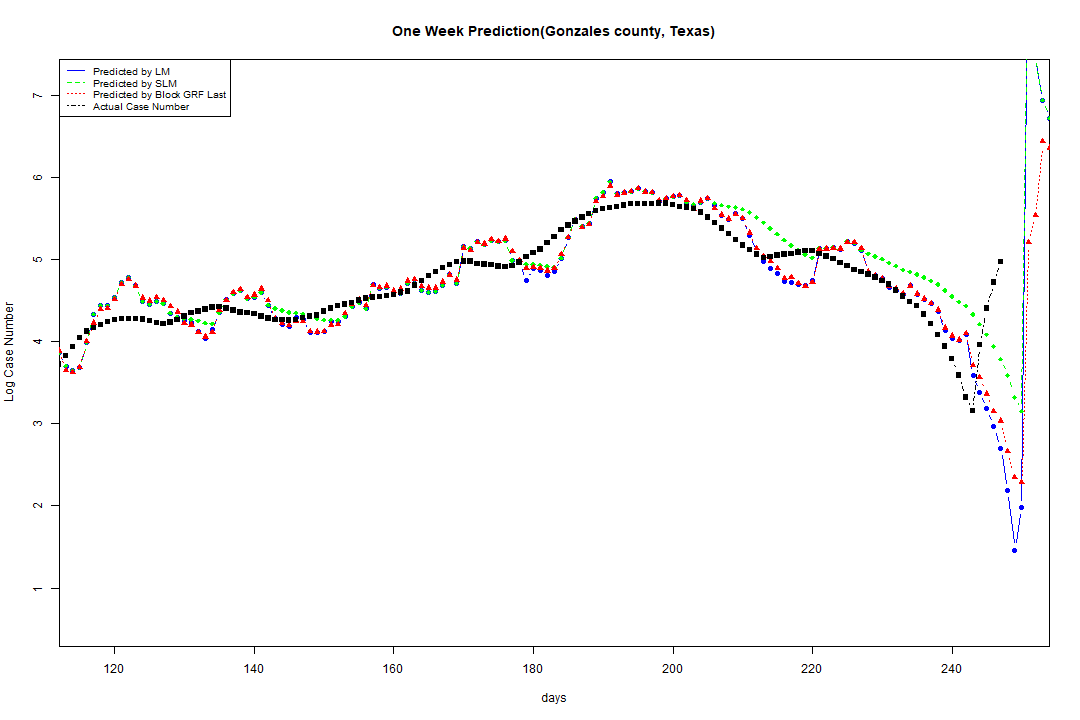 One Week Prediction(Gonzales county, Texas)
Predicted by LM
Predicted by SLM
Predicted by Block GRF Last
Actual Case Number
7
6
5
4
3
2
1
Log Case Number
120 140 160 180 200 220 240
days